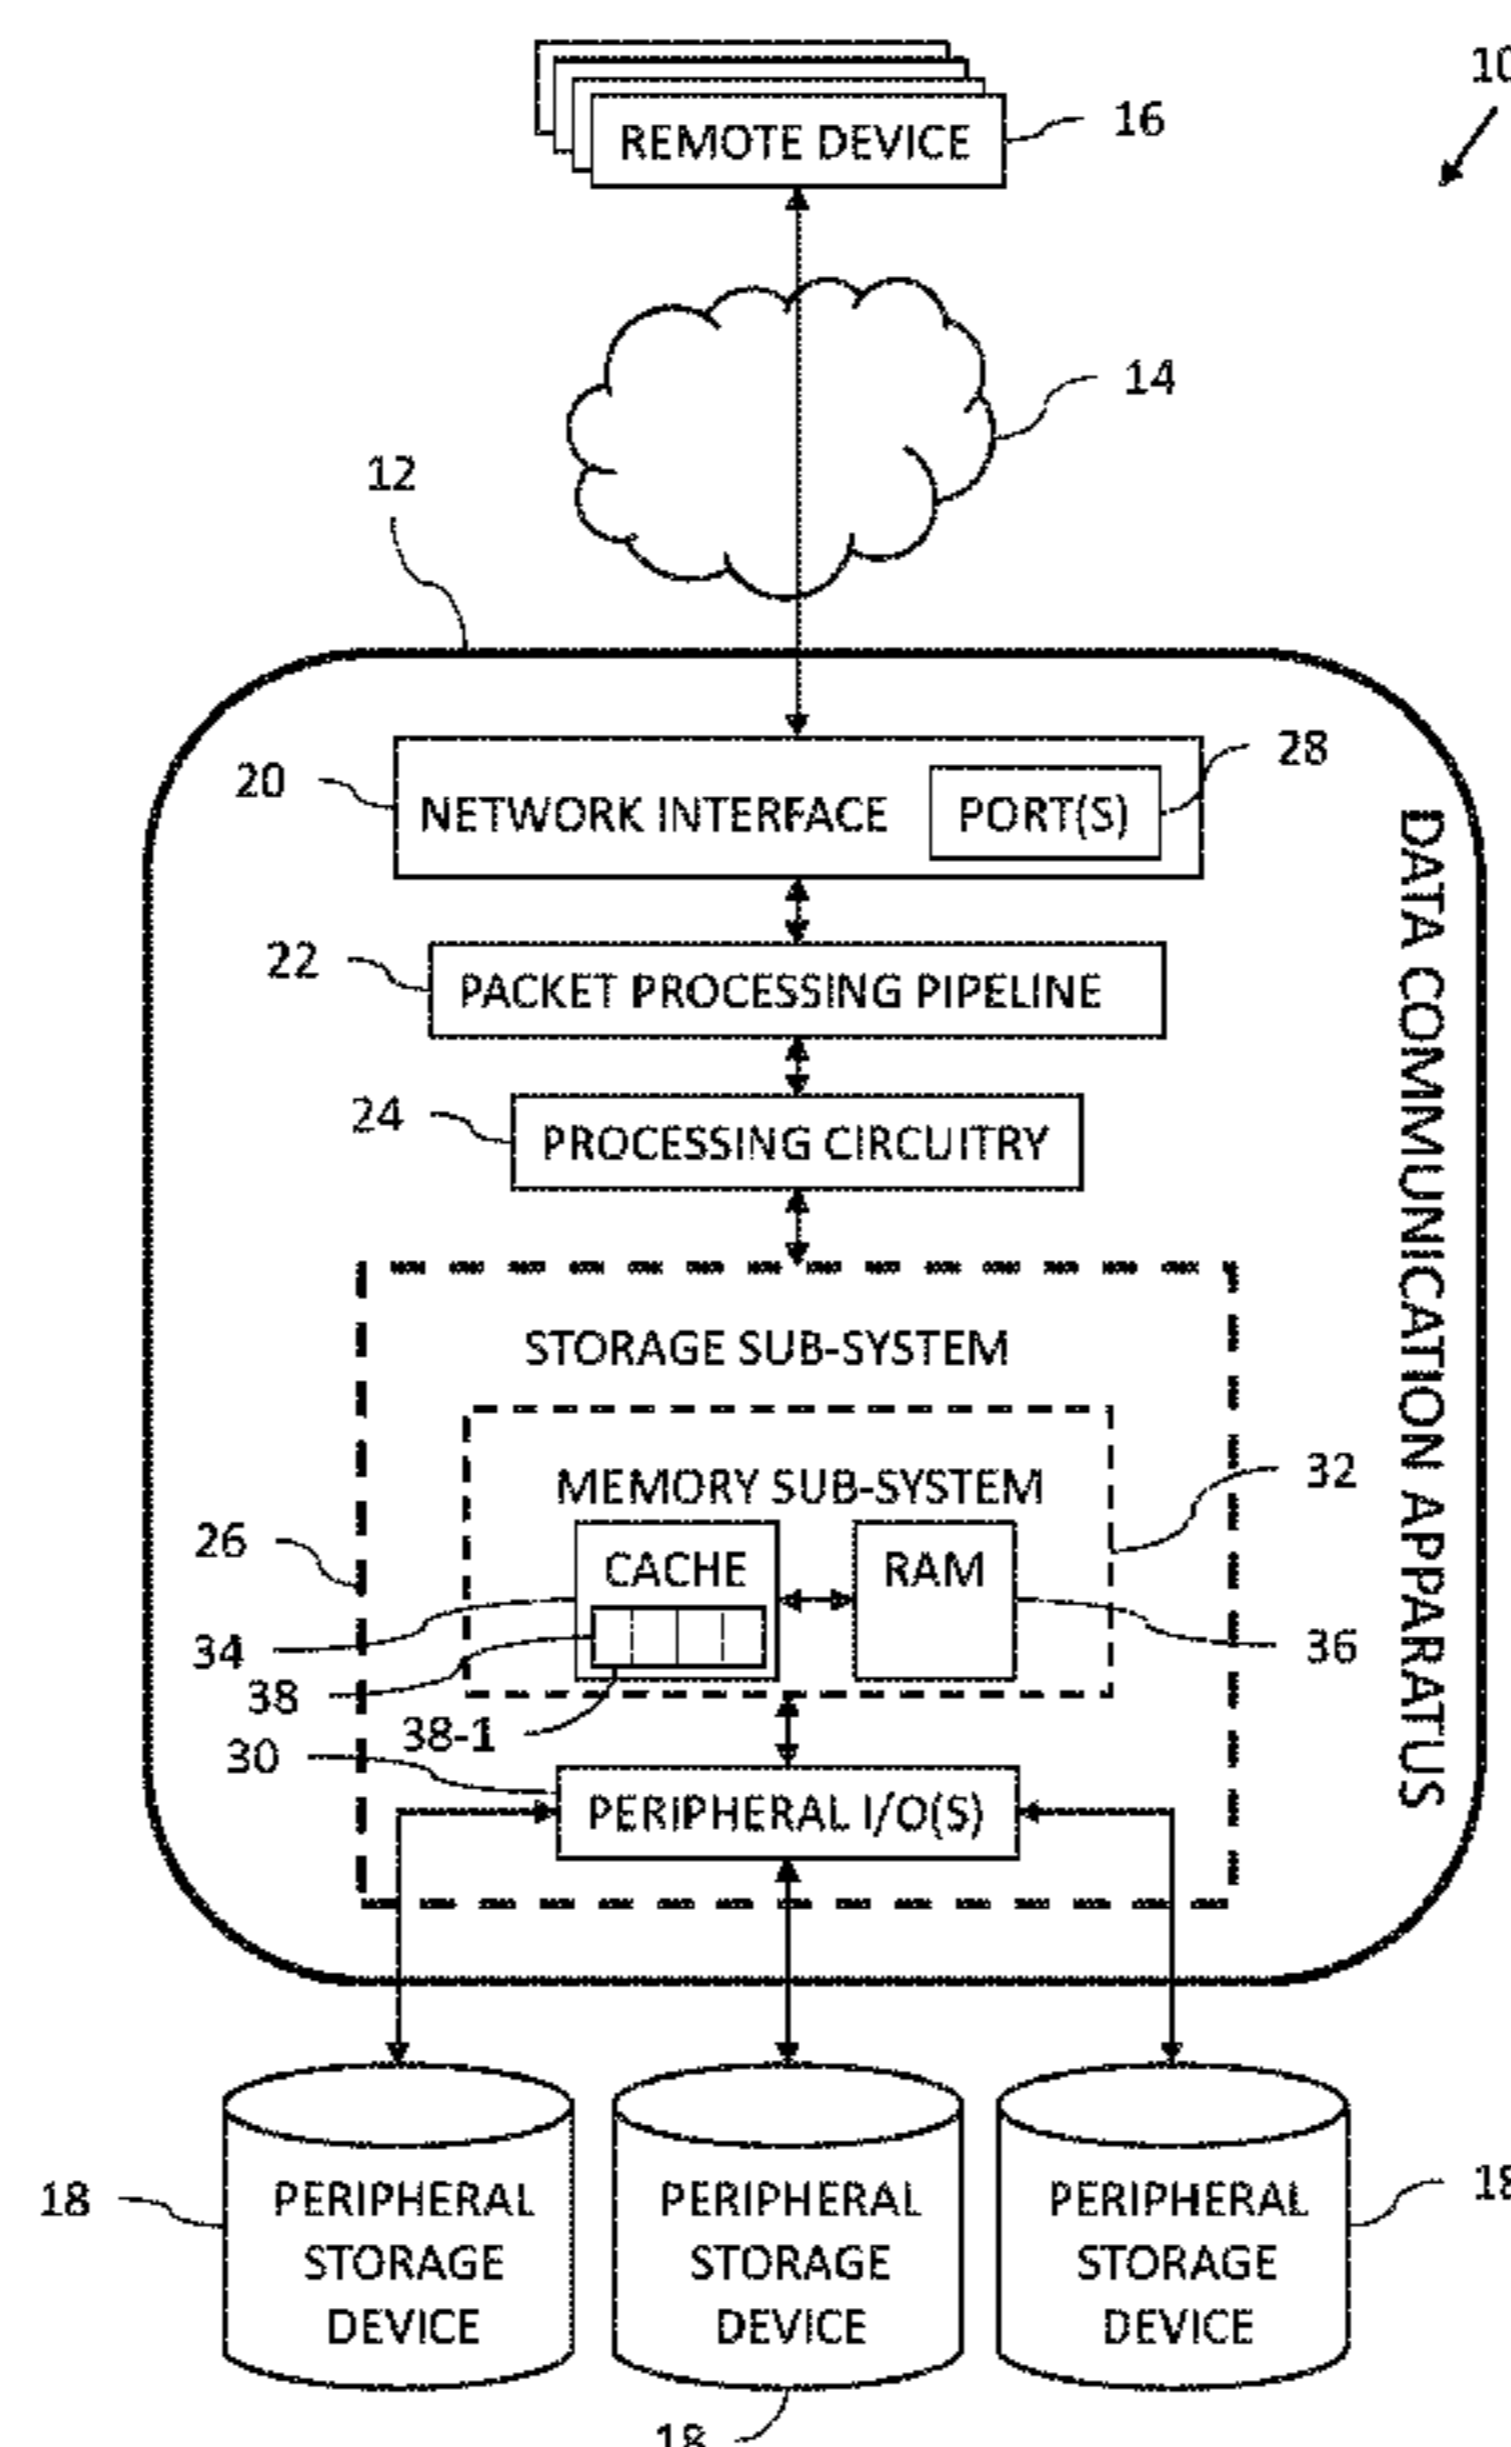 10
REMOTE DEVICE
16
14
12
20
NETWORK INTERFACE
PORT(S)
28
22
PACKET PROCESSING PIPELINE
24
PROCESSING CIRCUITRY
DATA COMMUNICATION APPARATUS
STORAGE SUB-SYSTEM
MEMORY SUB-SYSTEM
32
26
CACHE
RAM
34
36
38
38-1
30
PERIPHERAL I/O(S)
18
PERIPHERAL
STORAGE
DEVICE
PERIPHERAL
STORAGE
DEVICE
PERIPHERAL
STORAGE
DEVICE
18
18